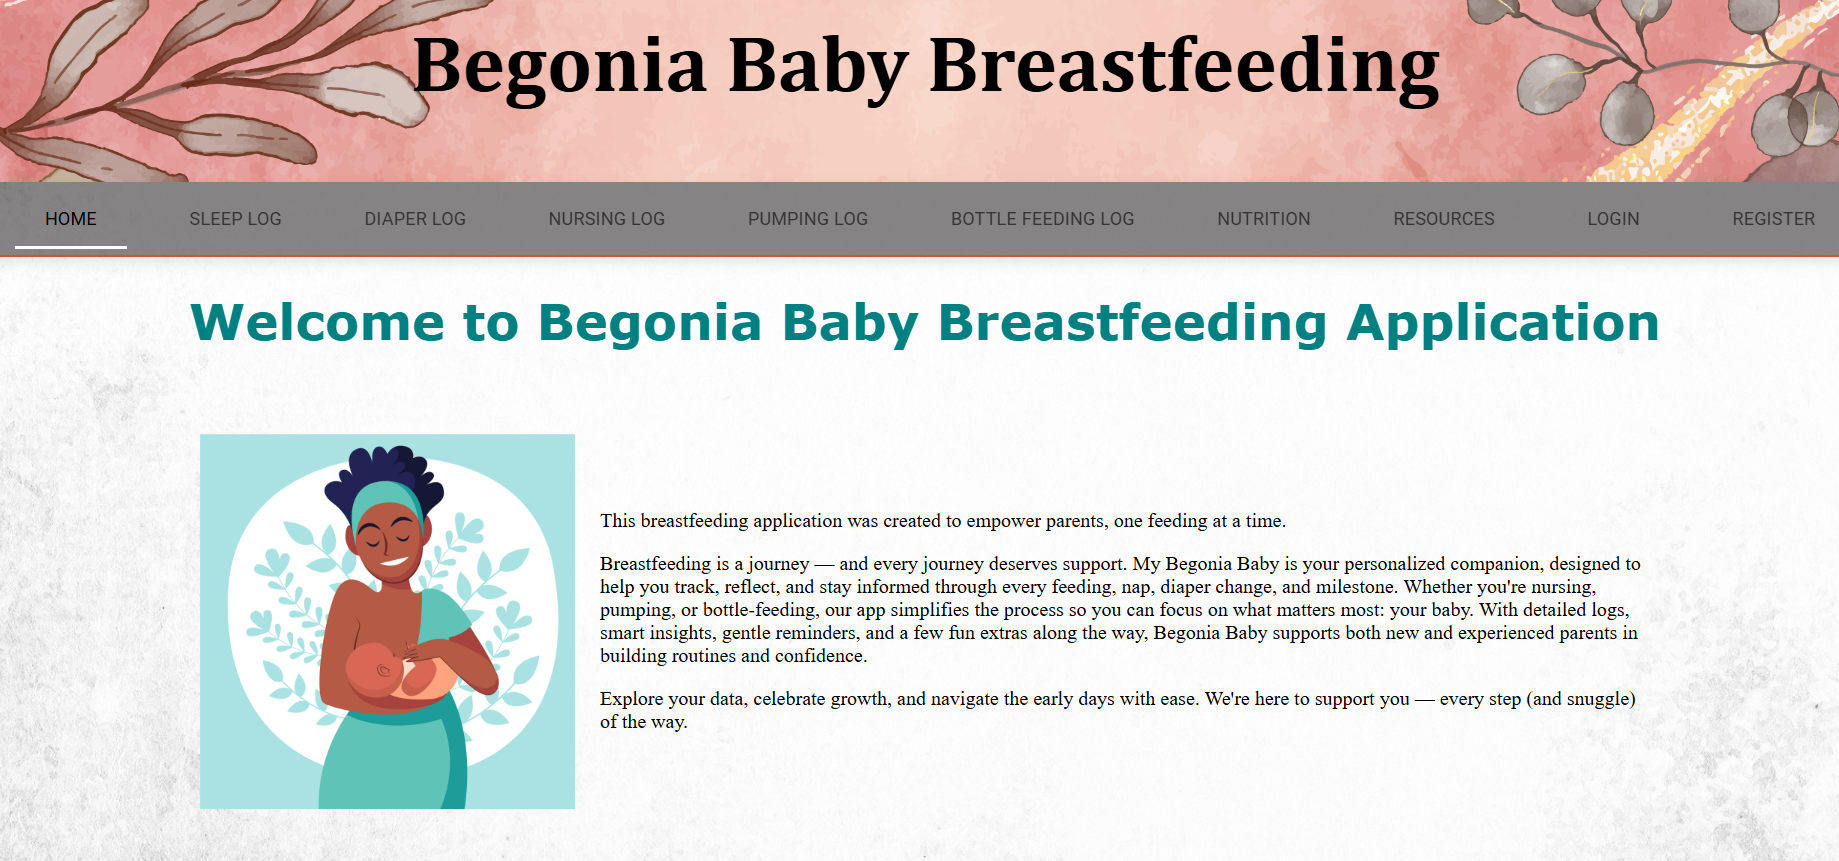 Begonia Baby Breastfeeding
HOME SLEEP LOG DIAPER LOG NURSING LOG PUMPING LOG BOTTLE FEEDING LOG NUTRITION RESOURCES LOGIN REGISTER
Welcome to Begonia Baby Breastfeeding Application
This breastfeeding application was created to empower parents, one feeding at a time.
Breastfeeding is a journey — and every journey deserves support. My Begonia Baby is your personalized companion, designed to
help you track, reflect, and stay informed through every feeding, nap, diaper change, and milestone. Whether you're nursing,
pumping, or bottle-feeding, our app simplifies the process so you can focus on what matters most: your baby. With detailed logs,
smart insights, gentle reminders, and a few fun extras along the way, Begonia Baby supports both new and experienced parents in
building routines and confidence.
Explore your data, celebrate growth, and navigate the early days with ease. We're here to support you — every step (and snuggle)
of the way.